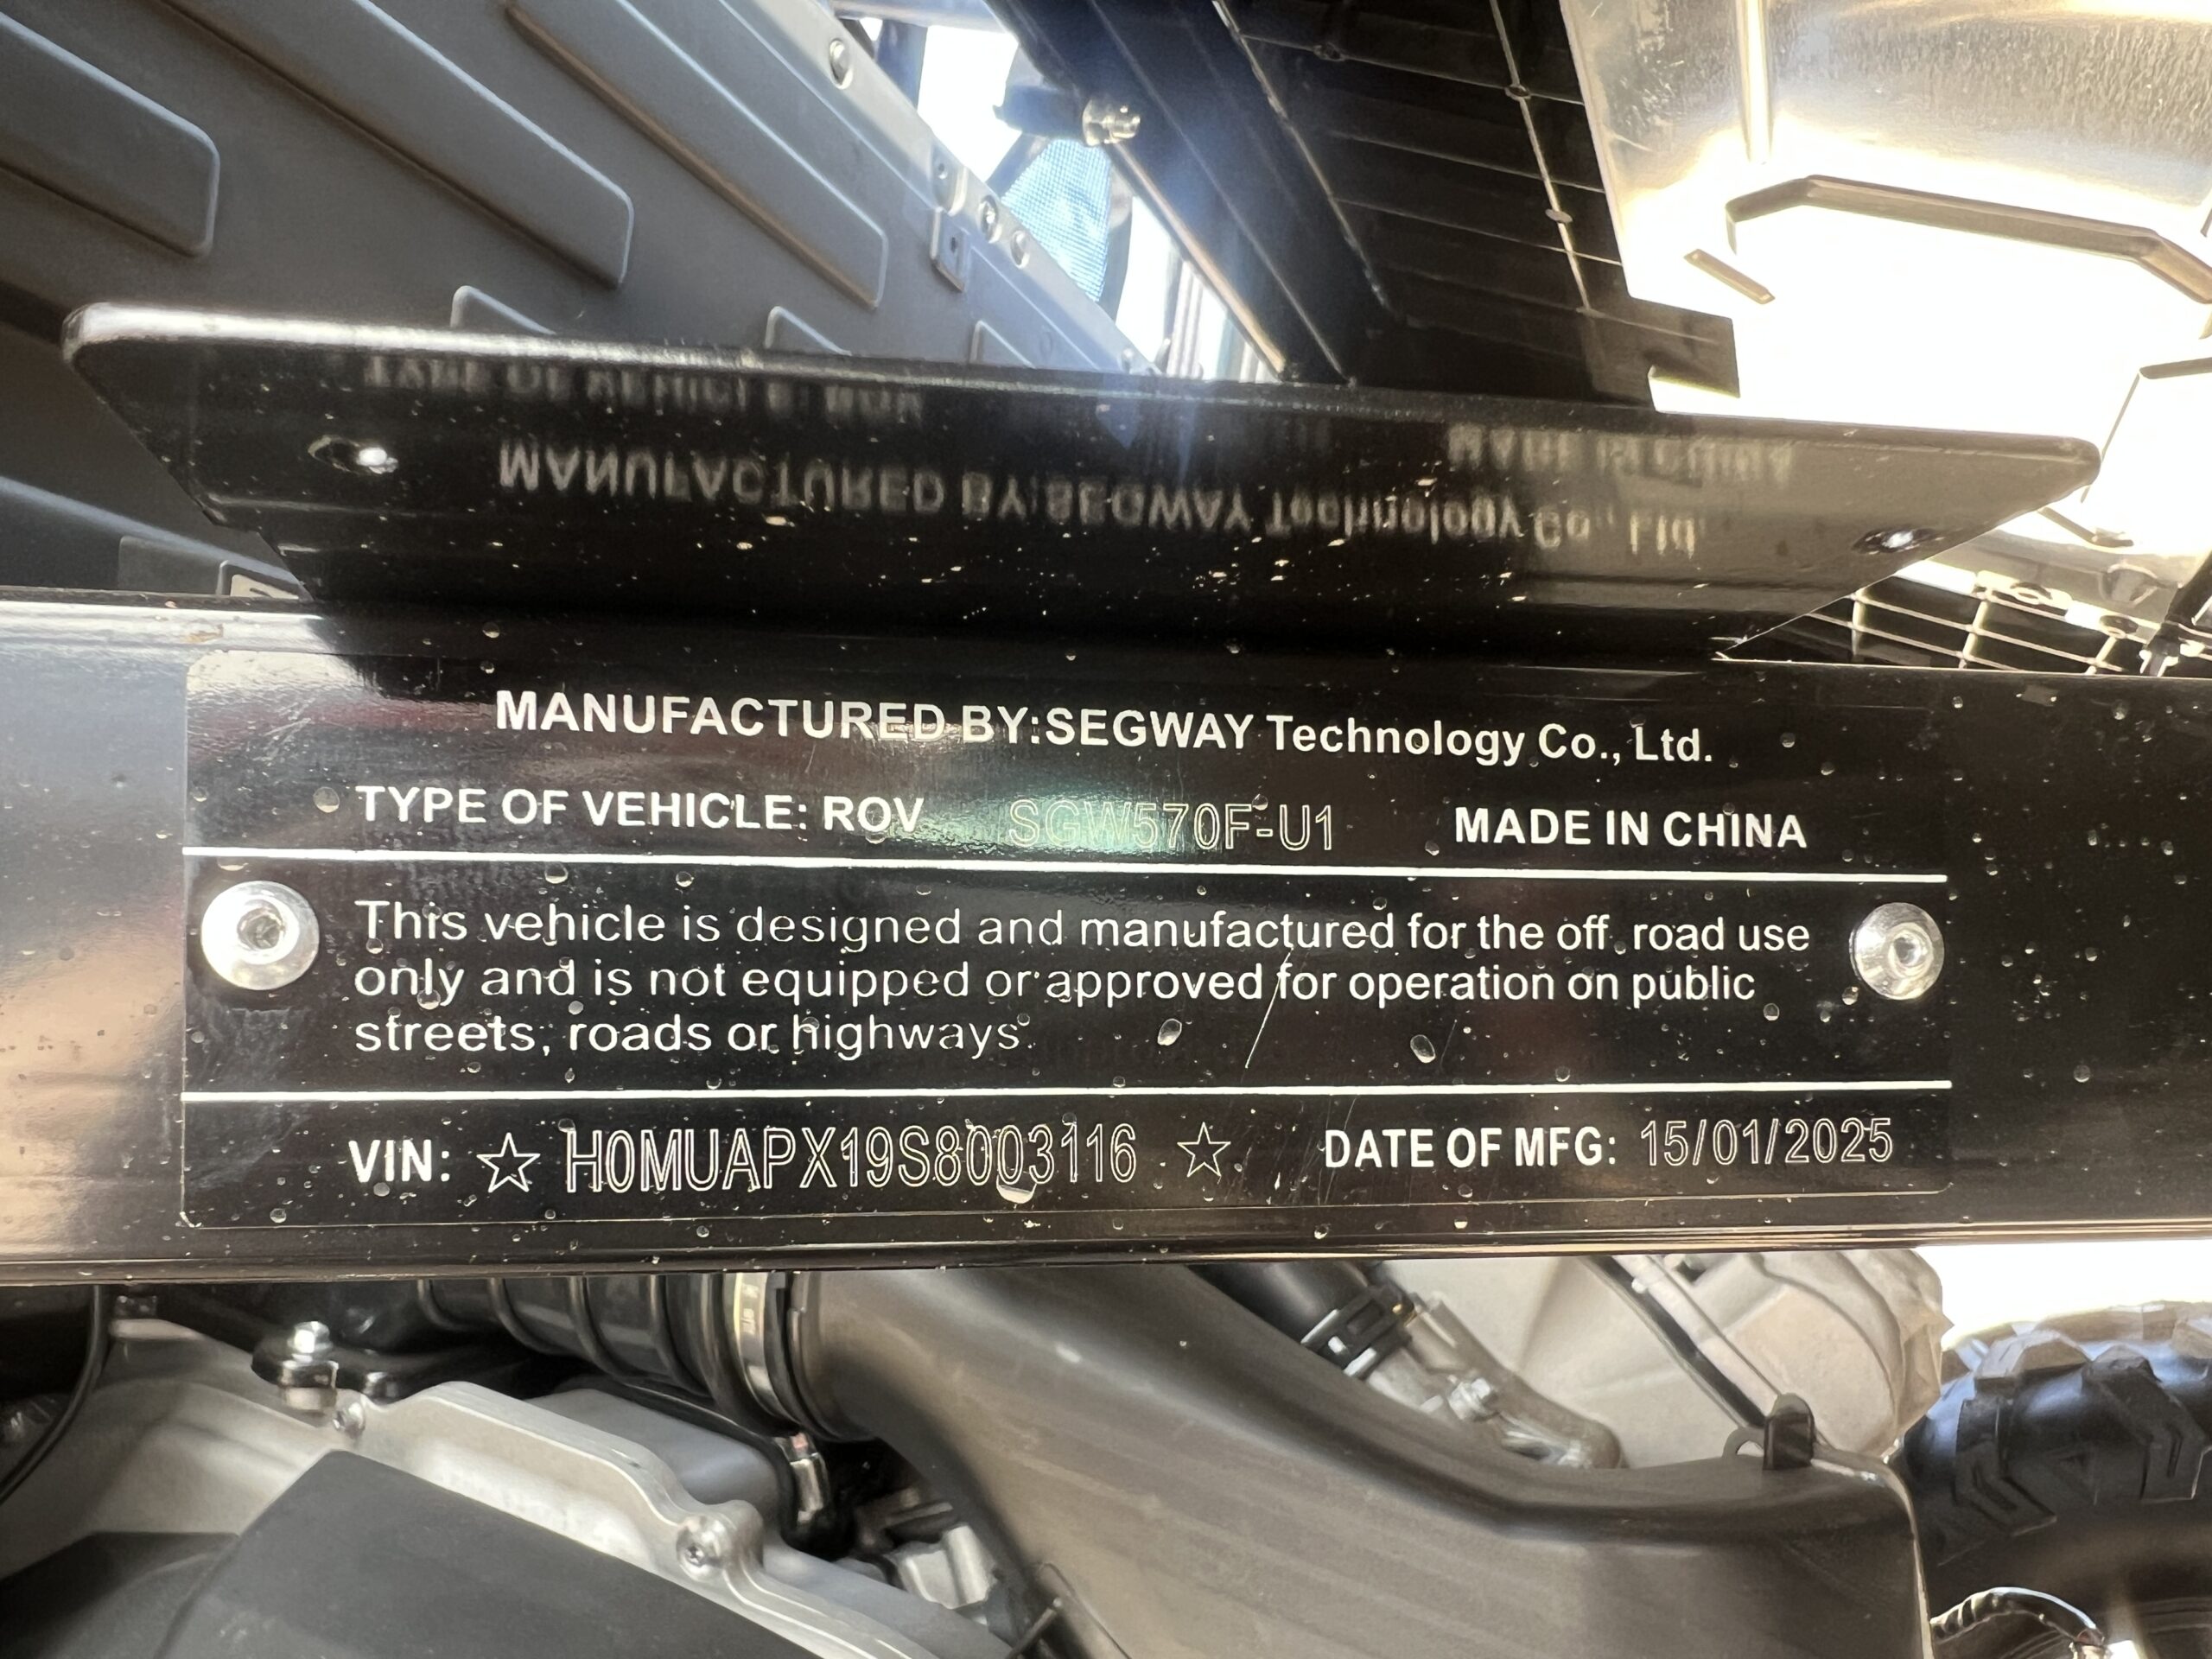 MANUFACTURED BY:SEGWAY Technology Co., Ltd.
TYPE OF VEHICLE: ROV SGW570F-U1 MADE IN CHINA
This vehicle is designed and manufactured for the off road use
only and is not equipped or approved for operation on public
streets, roads or highways.
VIN: ☆ H0MUAPX19S8003116 ☆ DATE OF MFG: 15/01/2025